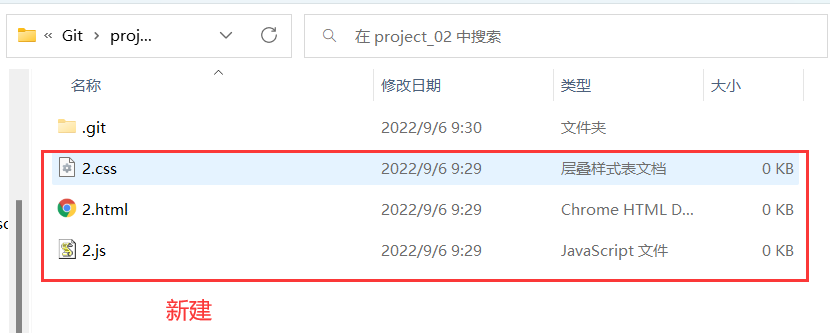 « Git › proj... 在 project_02 中搜索
名称 修改日期 类型 大小
.git 2022/9/6 9:30 文件夹
2.css 2022/9/6 9:29 层叠样式表文档 0 KB
2.html 2022/9/6 9:29 Chrome HTML D... 0 KB
2.js 2022/9/6 9:29 JavaScript 文件 0 KB
新建